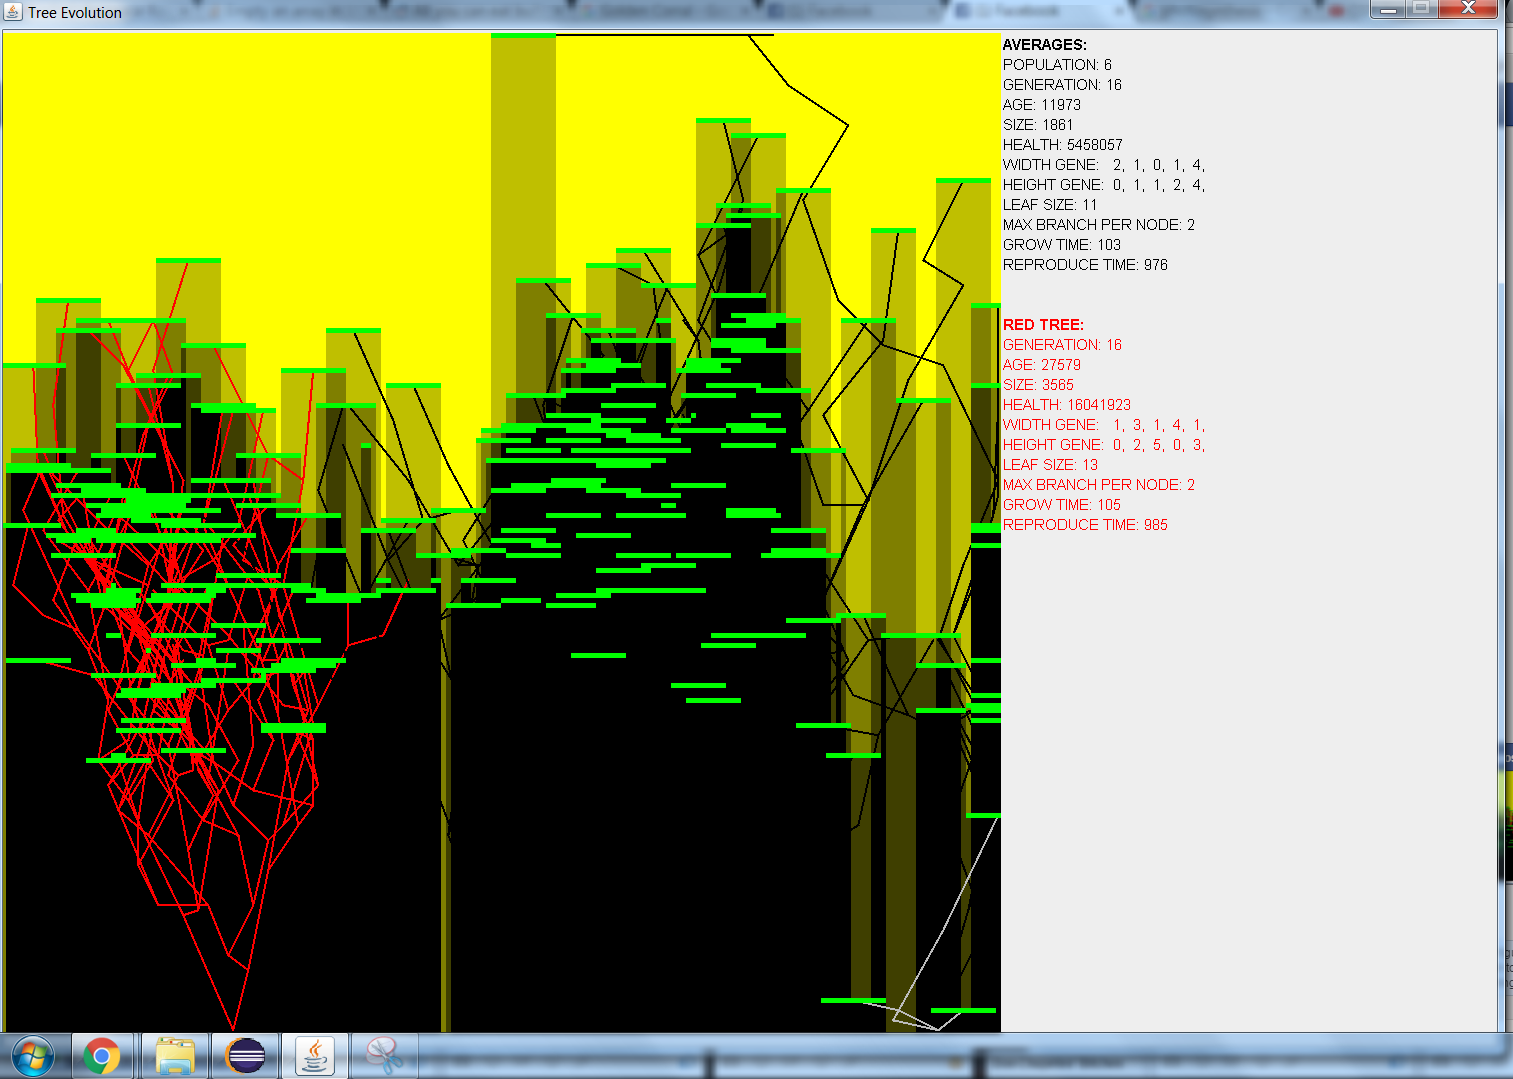 Tree Evolution
AVERAGES:
POPULATION: 6
GENERATION: 16
AGE: 11973
SIZE: 1861
HEALTH: 5458057
WIDTH GENE:   2,  1,  0,  1,  4,
HEIGHT GENE:  0,  1,  1,  2,  4,
LEAF SIZE: 11
MAX BRANCH PER NODE: 2
GROW TIME: 103
REPRODUCE TIME: 976
RED TREE:
GENERATION: 16
AGE: 27579
SIZE: 3565
HEALTH: 16041923
WIDTH GENE:   1,  3,  1,  4,  1,
HEIGHT GENE:  0,  2,  5,  0,  3,
LEAF SIZE: 13
MAX BRANCH PER NODE: 2
GROW TIME: 105
REPRODUCE TIME: 985